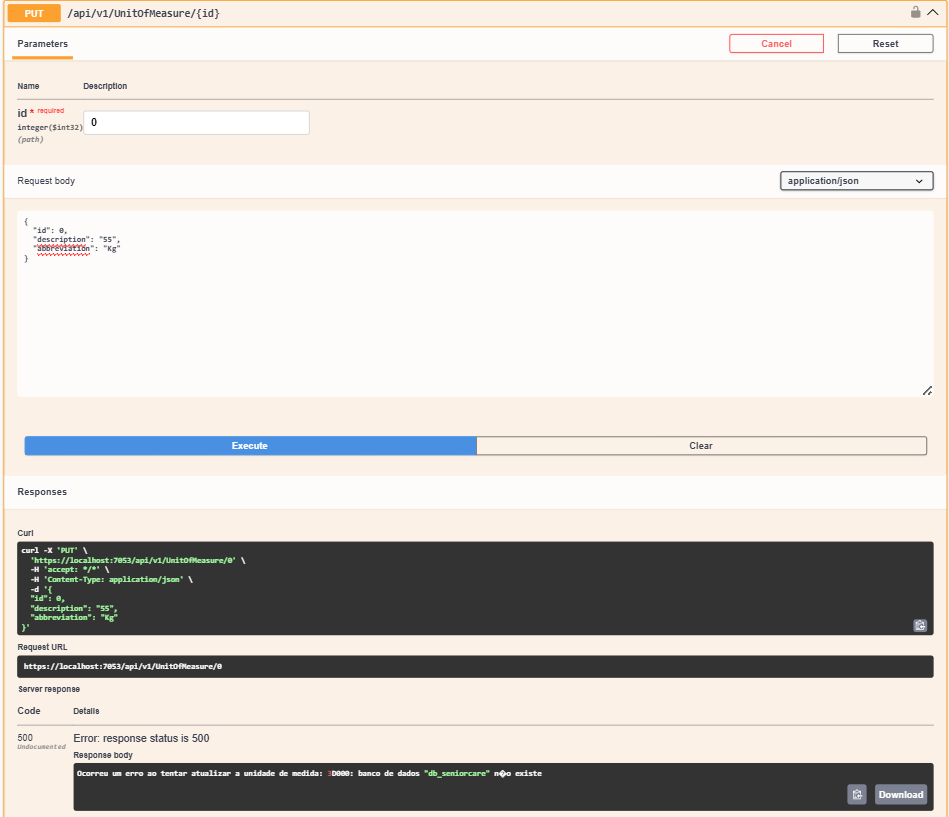 PUT /api/v1/UnitOfMeasure/{id}
Parameters
Cancel
Reset
Name Description
id * required
integer($int32)
(path)
0
Request body
application/json
{
  "id": 0,
  "description": "55",
  "abbreviation": "Kg"
}
Execute
Clear
Responses
Curl
curl -X 'PUT' \
  'https://localhost:7053/api/v1/UnitOfMeasure/0' \
  -H 'accept: */*' \
  -H 'Content-Type: application/json' \
  -d '{
  "id": 0,
  "description": "55",
  "abbreviation": "Kg"
}'
Request URL
https://localhost:7053/api/v1/UnitOfMeasure/0
Server response
Code Details
500
Undocumented
Error: response status is 500
Response body
Ocorreu um erro ao tentar atualizar a unidade de medida: 3D000: banco de dados "db_seniorcare" n�o existe
Download